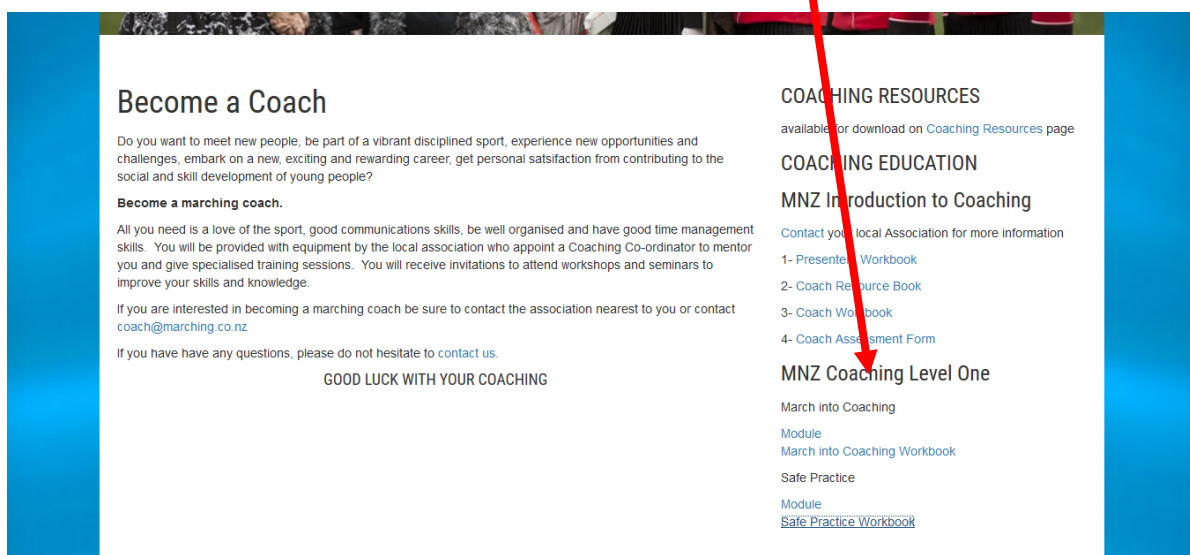 Become a Coach
Do you want to meet new people, be part of a vibrant disciplined sport, experience new opportunities and
challenges, embark on a new, exciting and rewarding career, get personal satsifaction from contributing to the
social and skill development of young people?
Become a marching coach.
All you need is a love of the sport, good communications skills, be well organised and have good time management
skills.  You will be provided with equipment by the local association who appoint a Coaching Co-ordinator to mentor
you and give specialised training sessions.  You will receive invitations to attend workshops and seminars to
improve your skills and knowledge.
If you are interested in becoming a marching coach be sure to contact the association nearest to you or contact
coach@marching.co.nz
If you have have any questions, please do not hesitate to contact us.
GOOD LUCK WITH YOUR COACHING
COACHING RESOURCES
available for download on Coaching Resources page
COACHING EDUCATION
MNZ Introduction to Coaching
Contact your local Association for more information
1- Presenters Workbook
2- Coach Resource Book
3- Coach Workbook
4- Coach Assessment Form
MNZ Coaching Level One
March into Coaching
Module
March into Coaching Workbook
Safe Practice
Module
Safe Practice Workbook